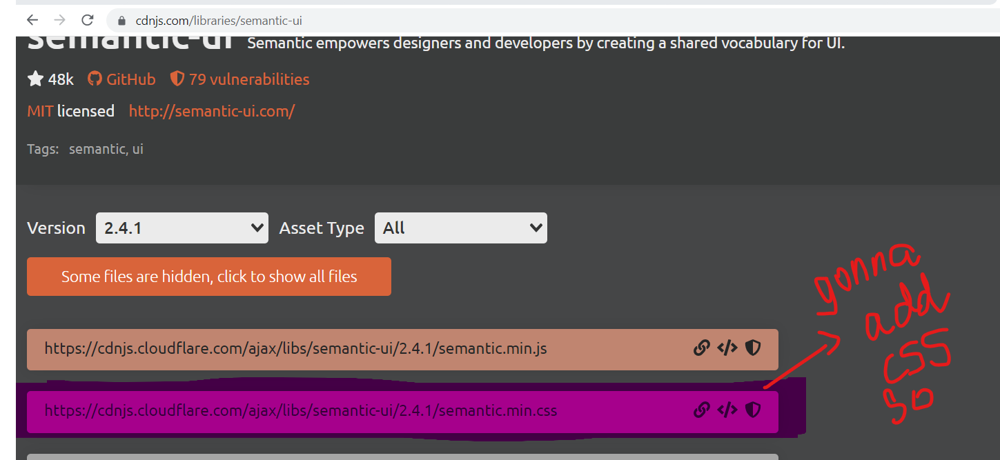 cdnjs.com/libraries/semantic-ui
semantic-ui Semantic empowers designers and developers by creating a shared vocabulary for UI.
48k GitHub 79 vulnerabilities
MIT licensed http://semantic-ui.com/
Tags: semantic, ui
Version 2.4.1 Asset Type All
Some files are hidden, click to show all files
https://cdnjs.cloudflare.com/ajax/libs/semantic-ui/2.4.1/semantic.min.js
https://cdnjs.cloudflare.com/ajax/libs/semantic-ui/2.4.1/semantic.min.css
gonna
add
CSS
so